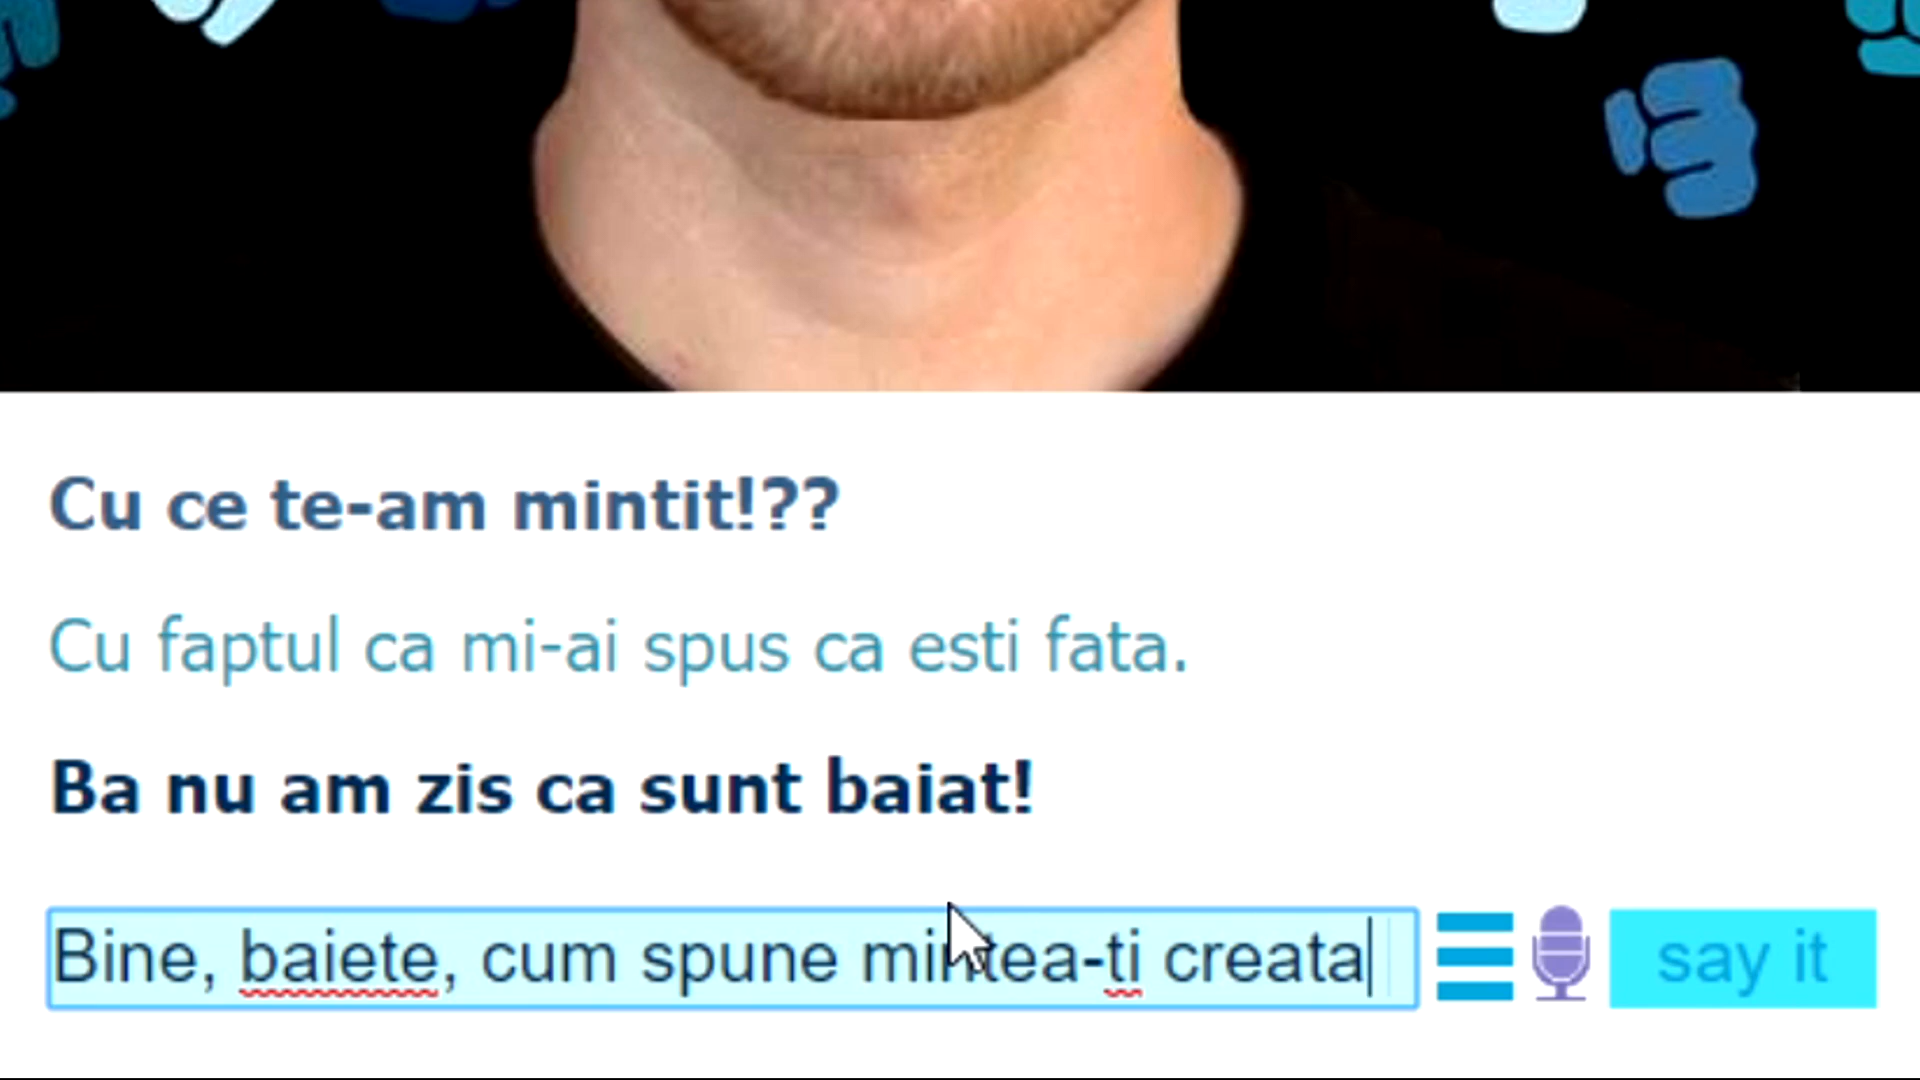 Cu ce te-am mintit!??
Cu faptul ca mi-ai spus ca esti fata.
Ba nu am zis ca sunt baiat!
Bine, baiete, cum spune mintea-ti creata
say it